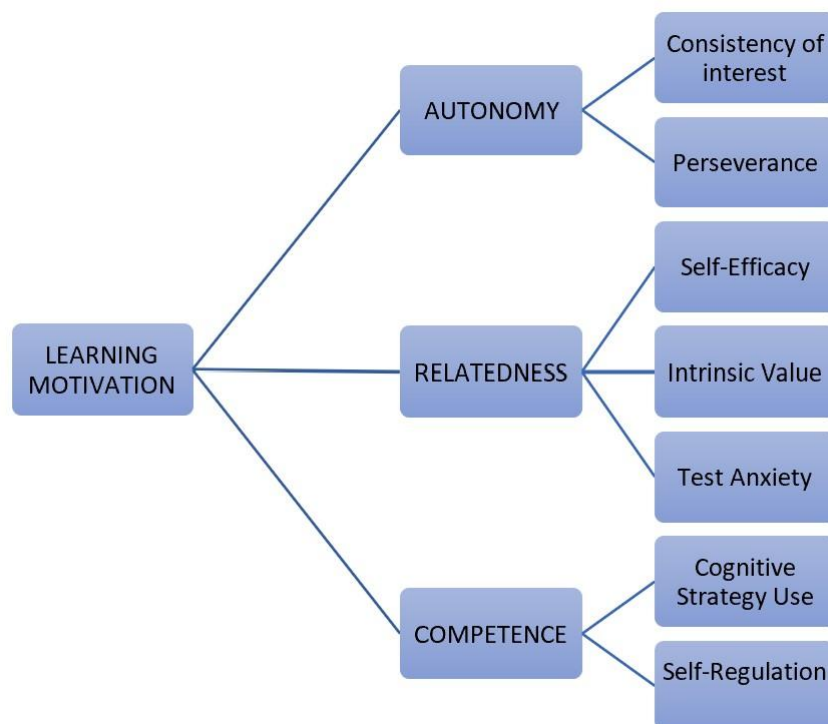 LEARNING
MOTIVATION
AUTONOMY
Consistency of
interest
Perseverance
RELATEDNESS
Self-Efficacy
Intrinsic Value
Test Anxiety
COMPETENCE
Cognitive
Strategy Use
Self-Regulation